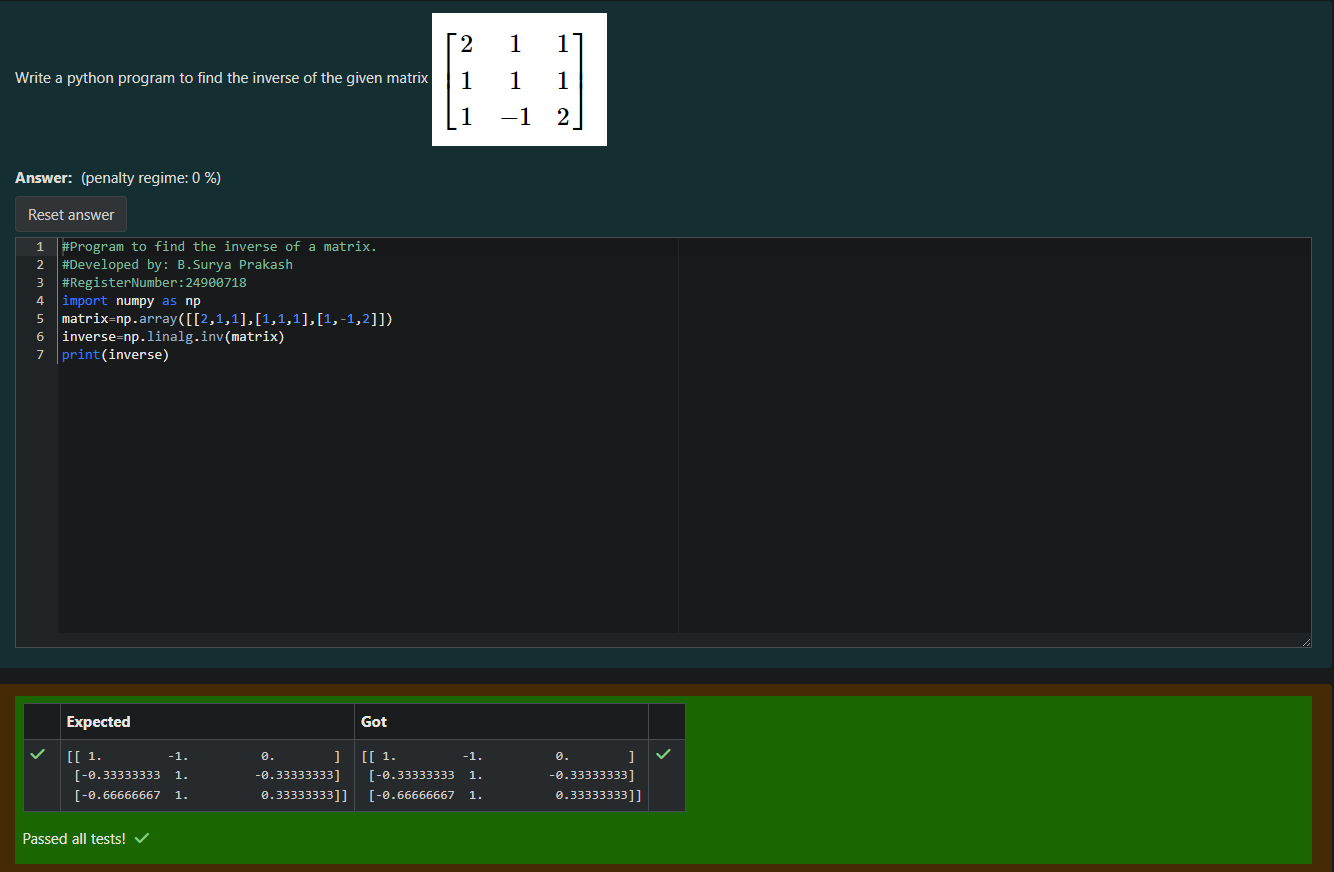 Write a python program to find the inverse of the given matrix
2 1 1
1 1 1
1 −1 2
Answer: (penalty regime: 0 %)
Reset answer
1 #Program to find the inverse of a matrix.
2 #Developed by: B.Surya Prakash
3 #RegisterNumber:24900718
4 import numpy as np
5 matrix=np.array([[2,1,1],[1,1,1],[1,-1,2]])
6 inverse=np.linalg.inv(matrix)
7 print(inverse)
Expected Got
[[ 1. -1. 0. ] [[ 1. -1. 0. ]
[-0.33333333 1. -0.33333333] [-0.33333333 1. -0.33333333]
[-0.66666667 1. 0.33333333]] [-0.66666667 1. 0.33333333]]
Passed all tests!